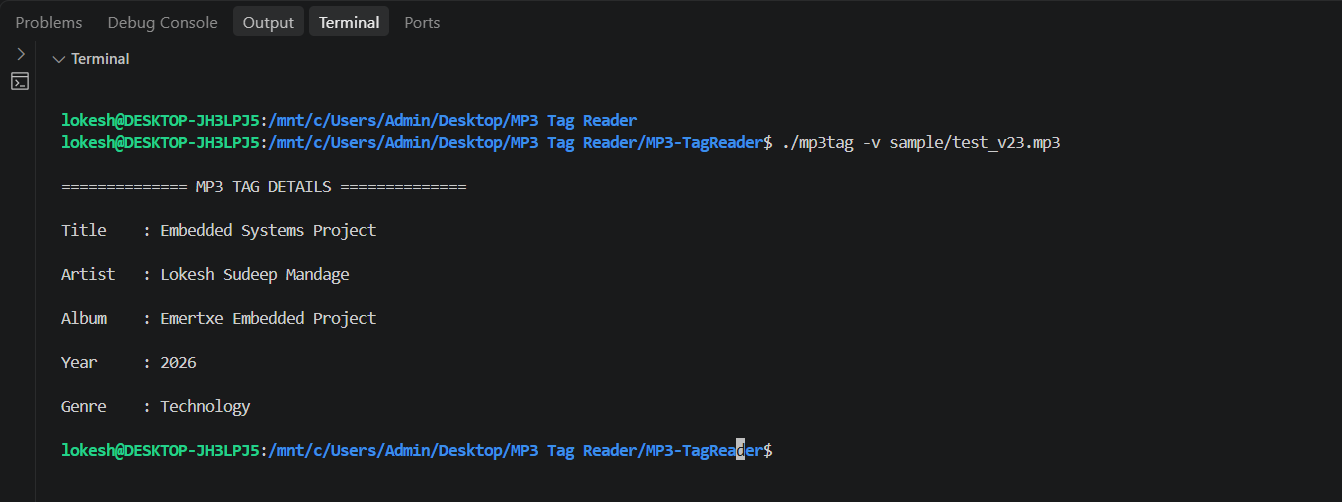 Problems Debug Console Output Terminal Ports
Terminal
lokesh@DESKTOP-JH3LPJ5:/mnt/c/Users/Admin/Desktop/MP3 Tag Reader
lokesh@DESKTOP-JH3LPJ5:/mnt/c/Users/Admin/Desktop/MP3 Tag Reader/MP3-TagReader$ ./mp3tag -v sample/test_v23.mp3
============== MP3 TAG DETAILS ==============
Title : Embedded Systems Project
Artist : Lokesh Sudeep Mandage
Album : Emertxe Embedded Project
Year : 2026
Genre : Technology
lokesh@DESKTOP-JH3LPJ5:/mnt/c/Users/Admin/Desktop/MP3 Tag Reader/MP3-TagReader$